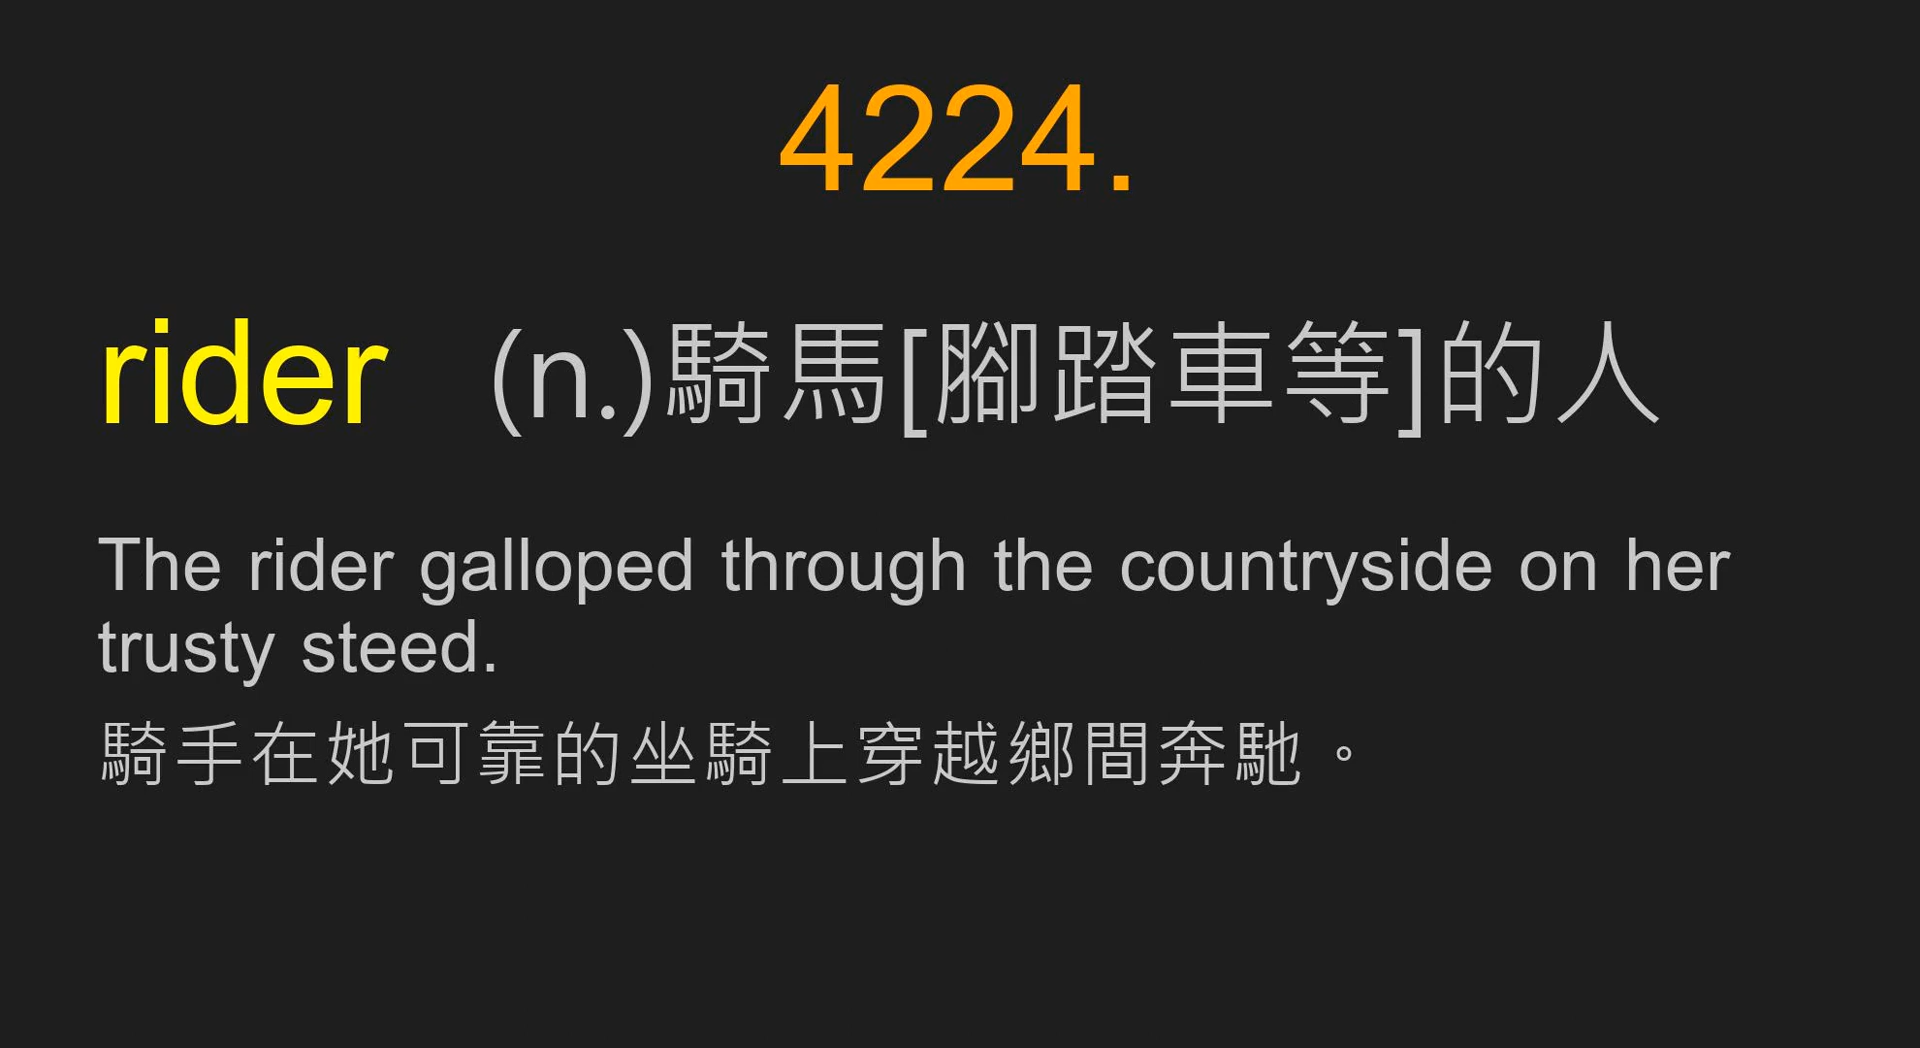 4224.
rider (n.)騎馬[腳踏車等]的人
The rider galloped through the countryside on her
trusty steed.
騎手在她可靠的坐騎上穿越鄉間奔馳。